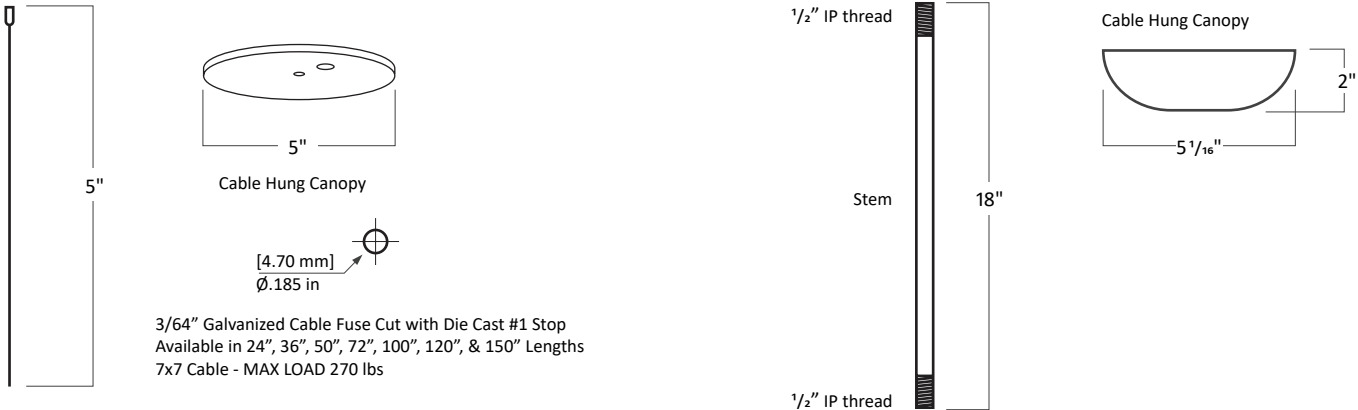 5"
5"
Cable Hung Canopy
[4.70 mm]
Ø.185 in
3/64” Galvanized Cable Fuse Cut with Die Cast #1 Stop
Available in 24”, 36”, 50”, 72”, 100”, 120”, & 150” Lengths
7x7 Cable - MAX LOAD 270 lbs
¹/₂” IP thread
Stem
18"
¹/₂” IP thread
Cable Hung Canopy
2"
5 ¹/₁₆"